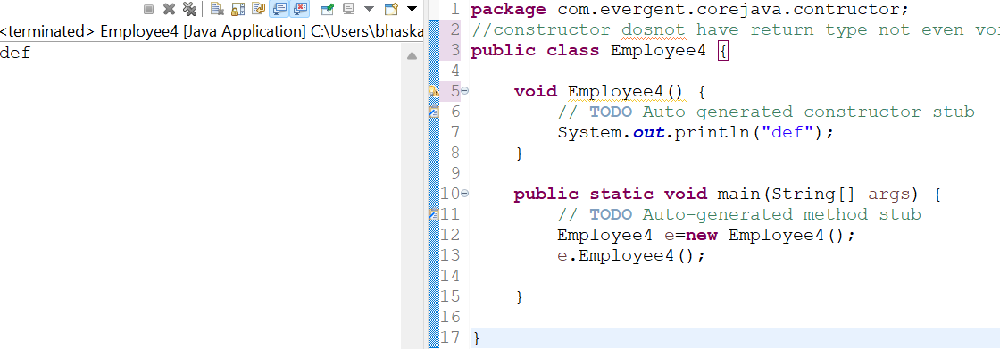 <terminated> Employee4 [Java Application] C:\Users\bhaska
def
1 package com.evergent.corejava.contructor;
2 //constructor dosnot have return type not even voi
3 public class Employee4 {
4
5 void Employee4() {
6 // TODO Auto-generated constructor stub
7 System.out.println("def");
8 }
9
10 public static void main(String[] args) {
11 // TODO Auto-generated method stub
12 Employee4 e=new Employee4();
13 e.Employee4();
14
15 }
16
17 }